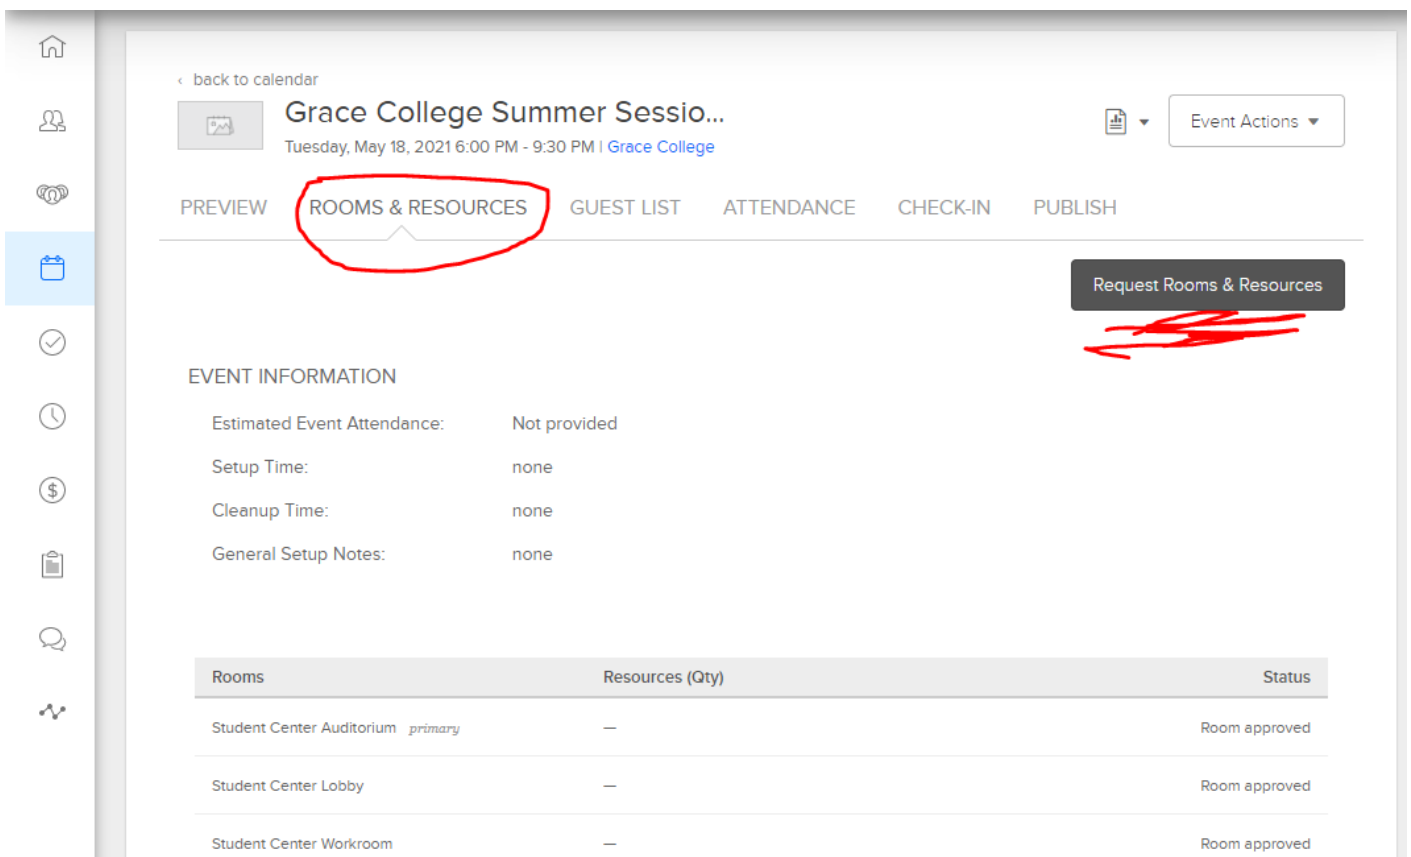 ‹ back to calendar
Grace College Summer Sessio...
Event Actions ▼
Tuesday, May 18, 2021 6:00 PM - 9:30 PM | Grace College
PREVIEW ROOMS & RESOURCES GUEST LIST ATTENDANCE CHECK-IN PUBLISH
Request Rooms & Resources
EVENT INFORMATION
Estimated Event Attendance: Not provided
Setup Time: none
Cleanup Time: none
General Setup Notes: none
Rooms Resources (Qty) Status
Student Center Auditorium primary — Room approved
Student Center Lobby — Room approved
Student Center Workroom — Room approved